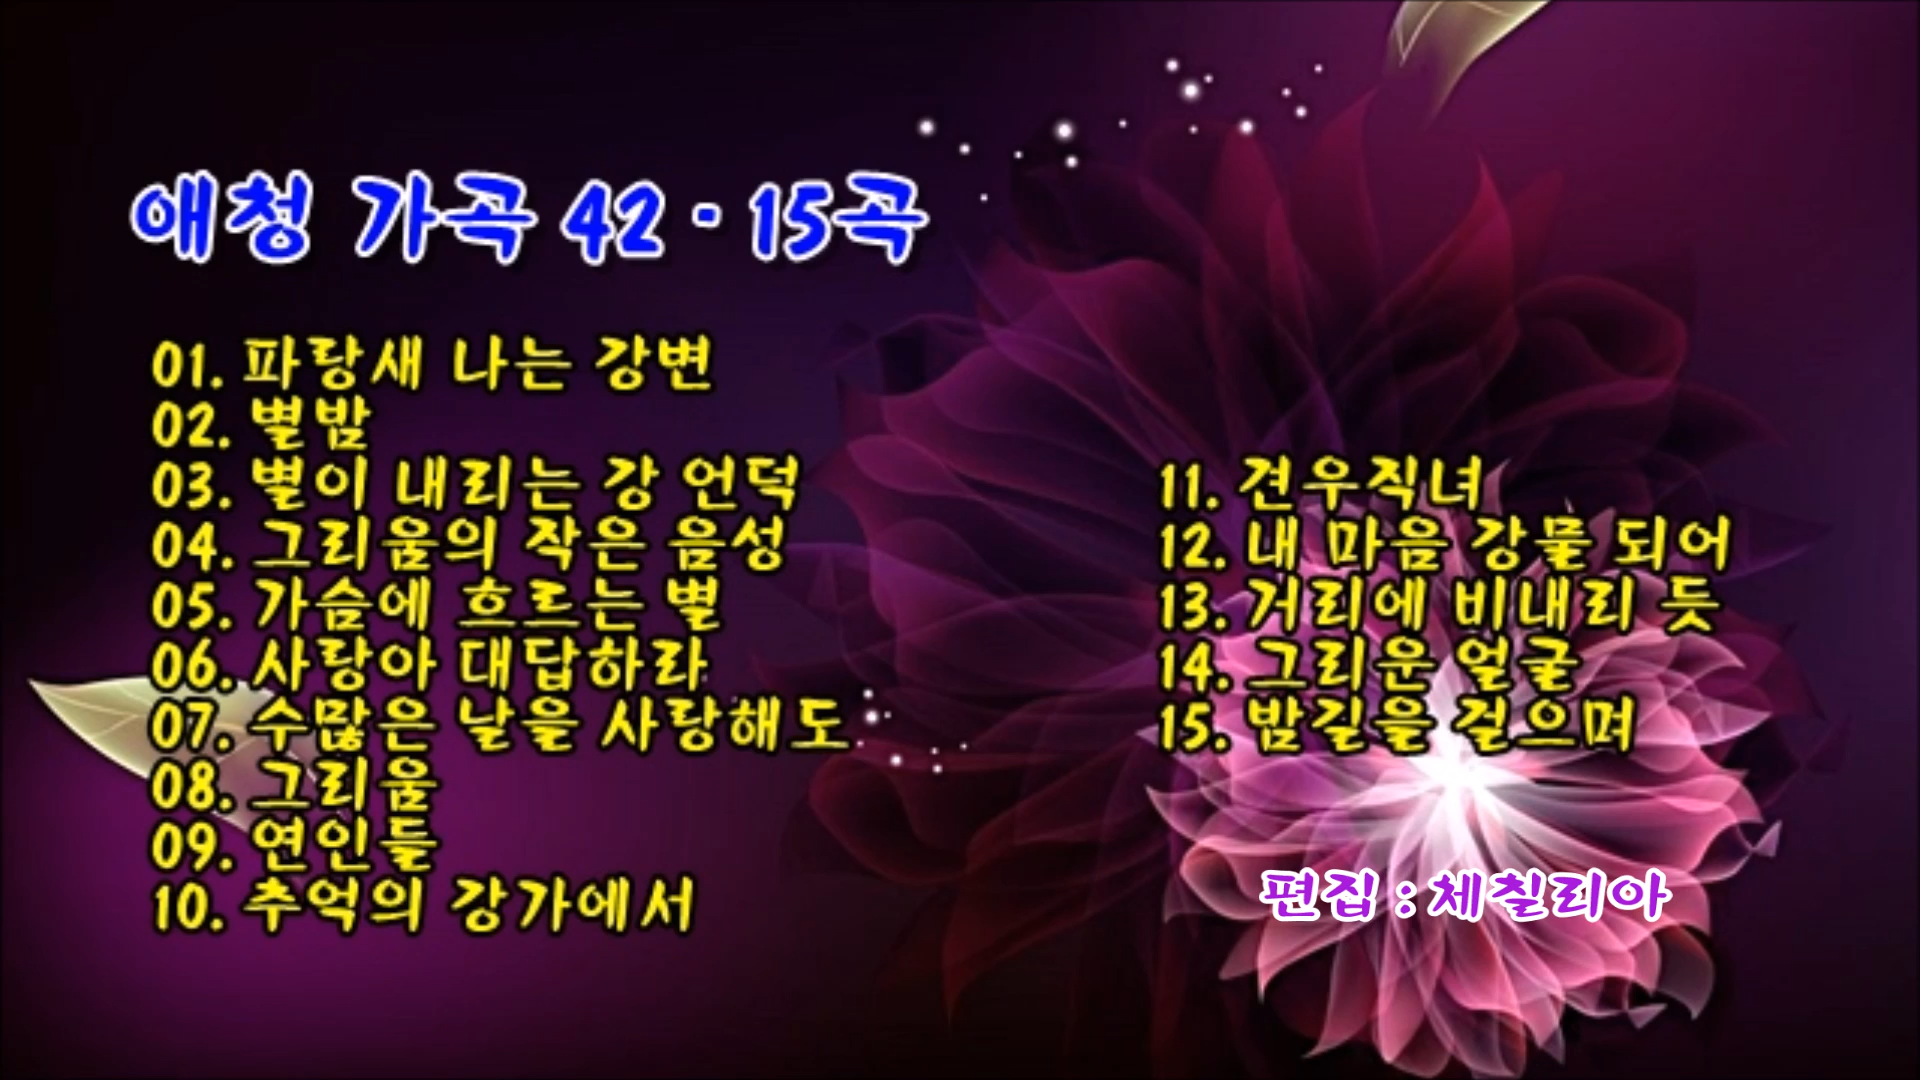 애청 가곡 42 - 15곡
01. 파랑새 나는 강변
02. 별밤
03. 별이 내리는 강 언덕
04. 그리움의 작은 음성
05. 가슴에 흐르는 별
06. 사랑아 대답하라
07. 수많은 날을 사랑해도
08. 그리움
09. 연인들
10. 추억의 강가에서
11. 견우직녀
12. 내 마음 강물 되어
13. 거리에 비내리 듯
14. 그리운 얼굴
15. 밤길을 걸으며
편집 : 체칠리아